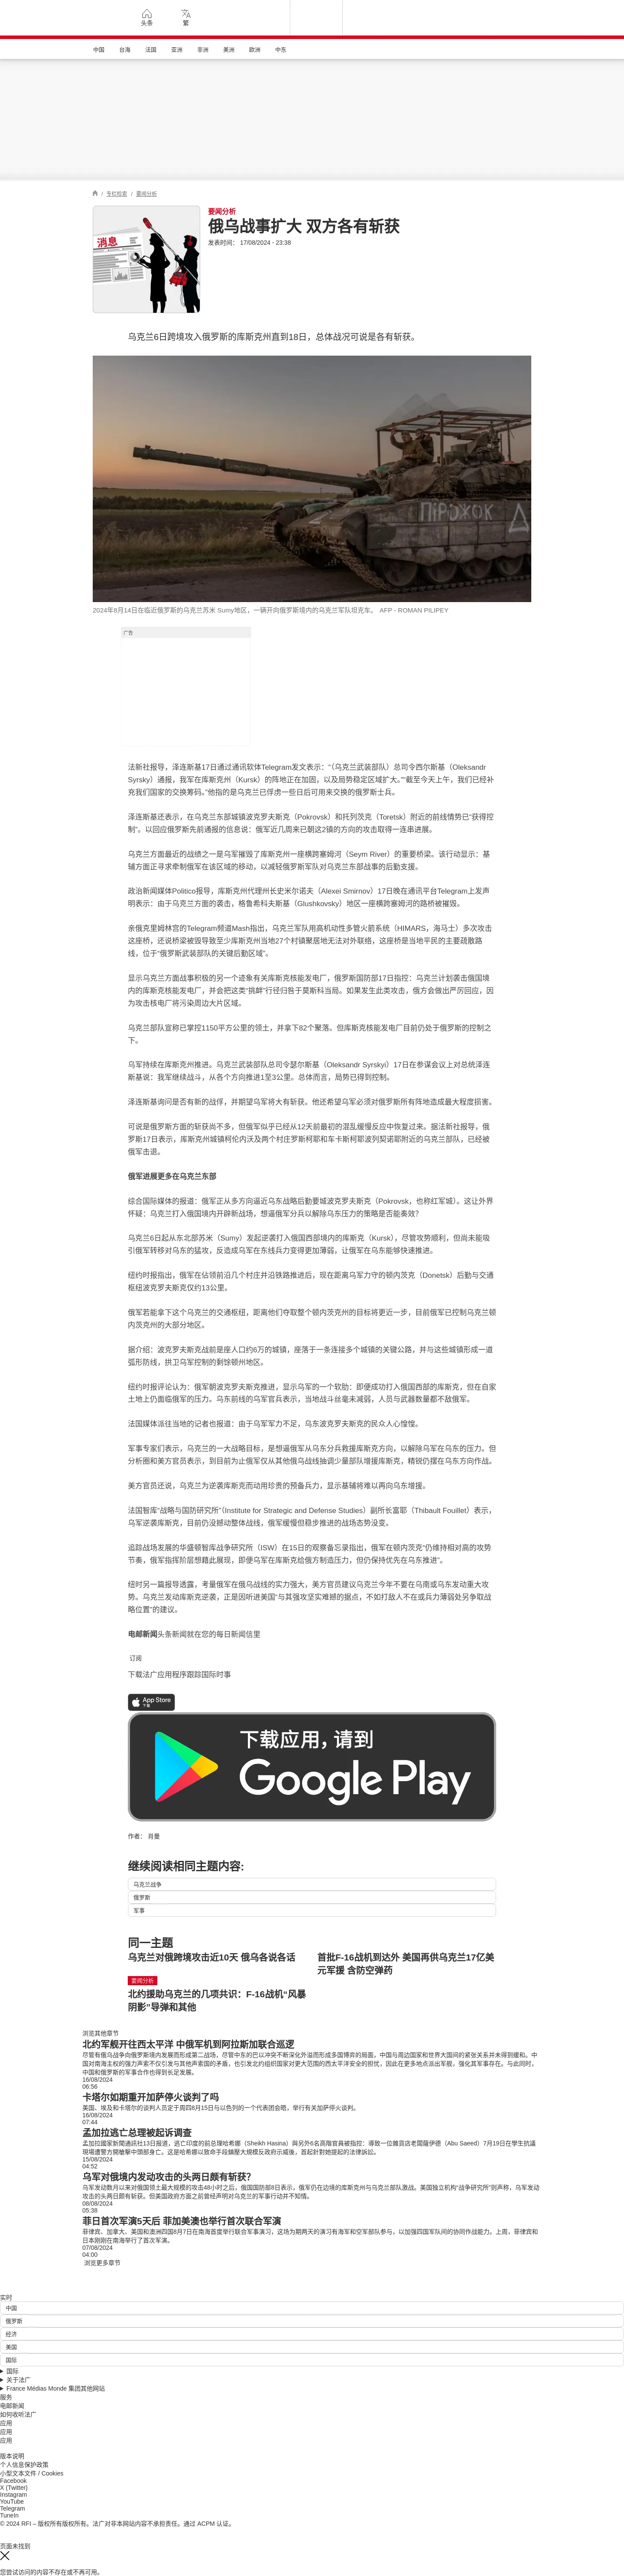 头条
繁
中国 台海 法国 亚洲 非洲 美洲 欧洲 中东
/ 专栏检索 / 要闻分析
消息
要闻分析
俄乌战事扩大 双方各有斩获
发表时间： 17/08/2024 - 23:38
乌克兰6日跨境攻入俄罗斯的库斯克州直到18日，总体战况可说是各有斩获。
ПІРОЖОК
2024年8月14日在临近俄罗斯的乌克兰苏米 Sumy地区，一辆开向俄罗斯境内的乌克兰军队坦克车。 AFP - ROMAN PILIPEY
广告
法新社报导，泽连斯基17日通过通讯软体Telegram发文表示："（乌克兰武装部队）总司令西尔斯基（Oleksandr
Syrsky）通报，我军在库斯克州（Kursk）的阵地正在加固，以及局势稳定区域扩大。""截至今天上午，我们已经补
充我们国家的交换筹码。"他指的是乌克兰已俘虏一些日后可用来交换的俄罗斯士兵。
泽连斯基还表示，在乌克兰东部城镇波克罗夫斯克（Pokrovsk）和托列茨克（Toretsk）附近的前线情势已"获得控
制"。以回应俄罗斯先前通报的信息说：俄军近几周来已朝这2镇的方向的攻击取得一连串进展。
乌克兰方面最近的战绩之一是乌军摧毁了库斯克州一座横跨塞姆河（Seym River）的重要桥梁。该行动显示：基
辅方面正寻求牵制俄军在该区域的移动，以减轻俄罗斯军队对乌克兰东部战事的后勤支援。
政治新闻媒体Politico报导，库斯克州代理州长史米尔诺夫（Alexei Smirnov）17日晚在通讯平台Telegram上发声
明表示：由于乌克兰方面的袭击，格鲁希科夫斯基（Glushkovsky）地区一座横跨塞姆河的路桥被摧毁。
亲俄克里姆林宫的Telegram频道Mash指出，乌克兰军队用高机动性多管火箭系统（HIMARS，海马士）多次攻击
这座桥，还说桥梁被毁导致至少库斯克州当地27个村镇聚居地无法对外联络，这座桥是当地平民的主要疏散路
线，位于"俄罗斯武装部队的关键后勤区域"。
显示乌克兰方面战事积极的另一个迹象有关库斯克核能发电厂，俄罗斯国防部17日指控：乌克兰计划袭击俄国境
内的库斯克核能发电厂，并会把这类"挑衅"行径归咎于莫斯科当局。如果发生此类攻击，俄方会做出严厉回应，因
为攻击核电厂将污染周边大片区域。
乌克兰部队宣称已掌控1150平方公里的领土，并拿下82个聚落。但库斯克核能发电厂目前仍处于俄罗斯的控制之
下。
乌军持续在库斯克州推进。乌克兰武装部队总司令瑟尔斯基（Oleksandr Syrskyi）17日在参谋会议上对总统泽连
斯基说：我军继续战斗，从各个方向推进1至3公里。总体而言，局势已得到控制。
泽连斯基询问是否有新的战俘，并期望乌军将大有斩获。他还希望乌军必须对俄罗斯所有阵地造成最大程度损害。
可说是俄罗斯方面的斩获尚不多，但俄军似乎已经从12天前最初的混乱缓慢反应中恢复过来。据法新社报导，俄
罗斯17日表示，库斯克州城镇柯伦内沃及两个村庄罗斯柯耶和车卡斯柯耶波列契诺耶附近的乌克兰部队，已经被
俄军击退。
俄军进展更多在乌克兰东部
综合国际媒体的报道：俄军正从多方向逼近乌东战略后勤要城波克罗夫斯克（Pokrovsk，也称红军城）。这让外界
怀疑：乌克兰打入俄国境内开辟新战场，想逼俄军分兵以解除乌东压力的策略是否能奏效?
乌克兰6日起从东北部苏米（Sumy）发起逆袭打入俄国西部境内的库斯克（Kursk），尽管攻势顺利，但尚未能吸
引俄军转移对乌东的猛攻，反造成乌军在东线兵力变得更加薄弱，让俄军在乌东能够快速推进。
纽约时报指出，俄军在佔领前沿几个村庄并沿铁路推进后，现在距离乌军力守的顿内茨克（Donetsk）后勤与交通
枢纽波克罗夫斯克仅约13公里。
俄军若能拿下这个乌克兰的交通枢纽，距离他们夺取整个顿内茨克州的目标将更近一步，目前俄军已控制乌克兰顿
内茨克州的大部分地区。
据介绍：波克罗夫斯克战前是座人口约6万的城镇，座落于一条连接多个城镇的关键公路，并与这些城镇形成一道
弧形防线，拱卫乌军控制的剩馀顿州地区。
纽约时报评论认为：俄军朝波克罗夫斯克推进，显示乌军的一个软肋：即便成功打入俄国西部的库斯克，但在自家
土地上仍面临俄军的压力。乌东前线的乌军官兵表示，当地战斗丝毫未减弱，人员与武器数量都不敌俄军。
法国媒体派往当地的记者也报道：由于乌军军力不足，乌东波克罗夫斯克的民众人心惶惶。
军事专家们表示，乌克兰的一大战略目标，是想逼俄军从乌东分兵救援库斯克方向，以解除乌军在乌东的压力。但
分析圈和美方官员表示，到目前为止俄军仅从其他俄乌战线抽调少量部队增援库斯克，精锐仍摆在乌东方向作战。
美方官员还说，乌克兰为逆袭库斯克而动用珍贵的预备兵力，显示基辅将难以再向乌东增援。
法国智库"战略与国防研究所"（Institute for Strategic and Defense Studies）副所长富耶（Thibault Fouillet）表示，
乌军逆袭库斯克，目前仍没撼动整体战线，俄军缓慢但稳步推进的战场态势没变。
追踪战场发展的华盛顿智库战争研究所（ISW）在15日的观察备忘录指出，俄军在顿内茨克"仍维持相对高的攻势
节奏，俄军指挥阶层想藉此展现，即便乌军在库斯克给俄方制造压力，但仍保持优先在乌东推进"。
纽时另一篇报导透露，考量俄军在俄乌战线的实力强大，美方官员建议乌克兰今年不要在乌南或乌东发动重大攻
势。乌克兰发动库斯克逆袭，正是因听进美国"与其强攻坚实难撼的据点，不如打敌人不在或兵力薄弱处另争取战
略位置"的建议。
电邮新闻头条新闻就在您的每日新闻信里
订阅
下载法广应用程序跟踪国际时事
App Store
下载
下载应用，请到
Google Play
作者： 肖曼
继续阅读相同主题内容:
乌克兰战争
俄罗斯
军事
同一主题
乌克兰对俄跨境攻击近10天 俄乌各说各话
首批F-16战机到达外 美国再供乌克兰17亿美
元军援 含防空弹药
要闻分析
北约援助乌克兰的几项共识：F-16战机"风暴
阴影"导弹和其他
浏览其他章节
北约军舰开往西太平洋 中俄军机到阿拉斯加联合巡逻
尽管有俄乌战争向俄罗斯境内发展而形成第二战场，尽管中东的巴以冲突不断深化外溢而形成多国博弈的局面，中国与周边国家和世界大国间的紧张关系并未得到缓和。中
国对南海主权的强力声索不仅引发与其他声索国的矛盾，也引发北约组织国家对更大范围的西太平洋安全的担忧，因此在更多地点派出军舰，强化其军事存在。与此同时，
中国和俄罗斯的军事合作也得到长足发展。
16/08/2024
06:56
卡塔尔如期重开加萨停火谈判了吗
美国、埃及和卡塔尔的谈判人员定于周四8月15日与以色列的一个代表团会晤，举行有关加萨停火谈判。
16/08/2024
07:44
孟加拉逃亡总理被起诉调查
孟加拉國家新聞通訊社13日报道，逃亡印度的前总理哈希娜（Sheikh Hasina）與另外6名高階官員被指控：導致一位雜貨店老闆薩伊德（Abu Saeed）7月19日在學生抗議
現場遭警方開槍擊中頭部身亡。这是哈希娜以致命手段鎮壓大規模反政府示威後，首起針對她提起的法律訴訟。
15/08/2024
04:52
乌军对俄境内发动攻击的头两日颇有斩获？
乌军发动数月以来对俄国领土最大规模的攻击48小时之后，俄国国防部8日表示，俄军仍在边境的库斯克州与乌克兰部队激战。美国独立机构"战争研究所"则声称，乌军发动
攻击的头两日颇有斩获。但美国政府方面之前曾经声明对乌克兰的军事行动并不知情。
08/08/2024
05:38
菲日首次军演5天后 菲加美澳也举行首次联合军演
菲律宾、加拿大、美国和澳洲四国8月7日在南海首度举行联合军事演习，这场为期两天的演习有海军和空军部队参与，以加强四国军队间的协同作战能力。上周，菲律宾和
日本刚刚在南海举行了首次军演。
07/08/2024
04:00
浏览更多章节
实时
中国
俄罗斯
经济
美国
国际
国际
关于法广
France Médias Monde 集团其他网站
服务
电邮新闻
如何收听法广
应用
应用
应用
版本说明
个人信息保护政策
小型文本文件 / Cookies
Facebook
X (Twitter)
Instagram
YouTube
Telegram
TuneIn
© 2024 RFI – 版权所有版权所有。法广对非本网站内容不承担责任。通过 ACPM 认证。
页面未找到
您尝试访问的内容不存在或不再可用。